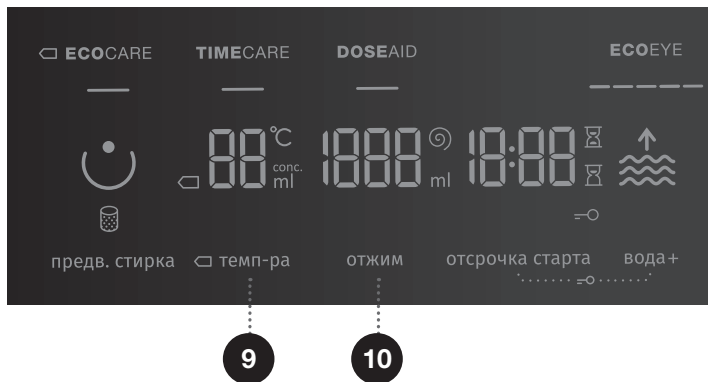 ECOCARE TIMECARE DOSEAID ECOEYE
88 °C 1888 18:88
conc.
ml ml
предв. стирка темп-ра отжим отсрочка старта вода+
9 10